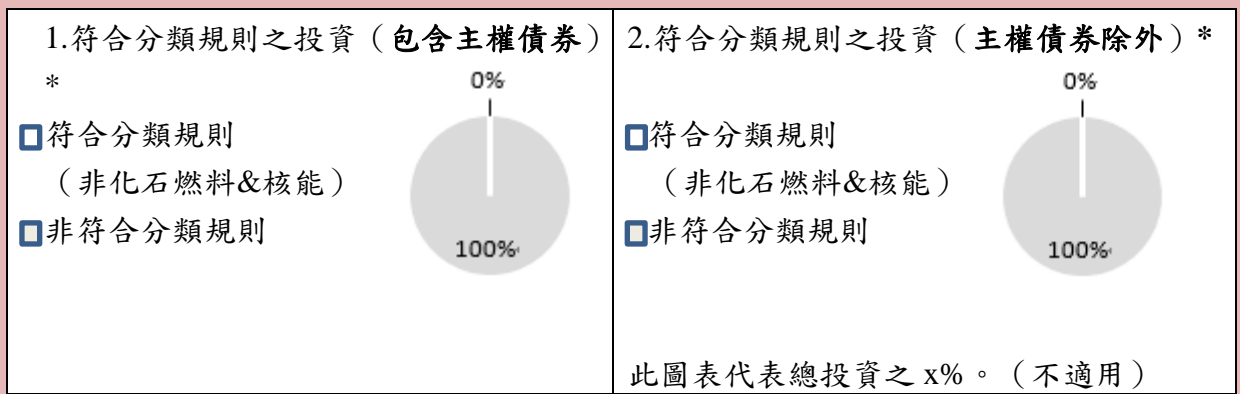 1.符合分類規則之投資（包含主權債券）
*
0%
符合分類規則
（非化石燃料&核能）
非符合分類規則
100%
2.符合分類規則之投資（主權債券除外）*
0%
符合分類規則
（非化石燃料&核能）
非符合分類規則
100%
此圖表代表總投資之 x%。（不適用）